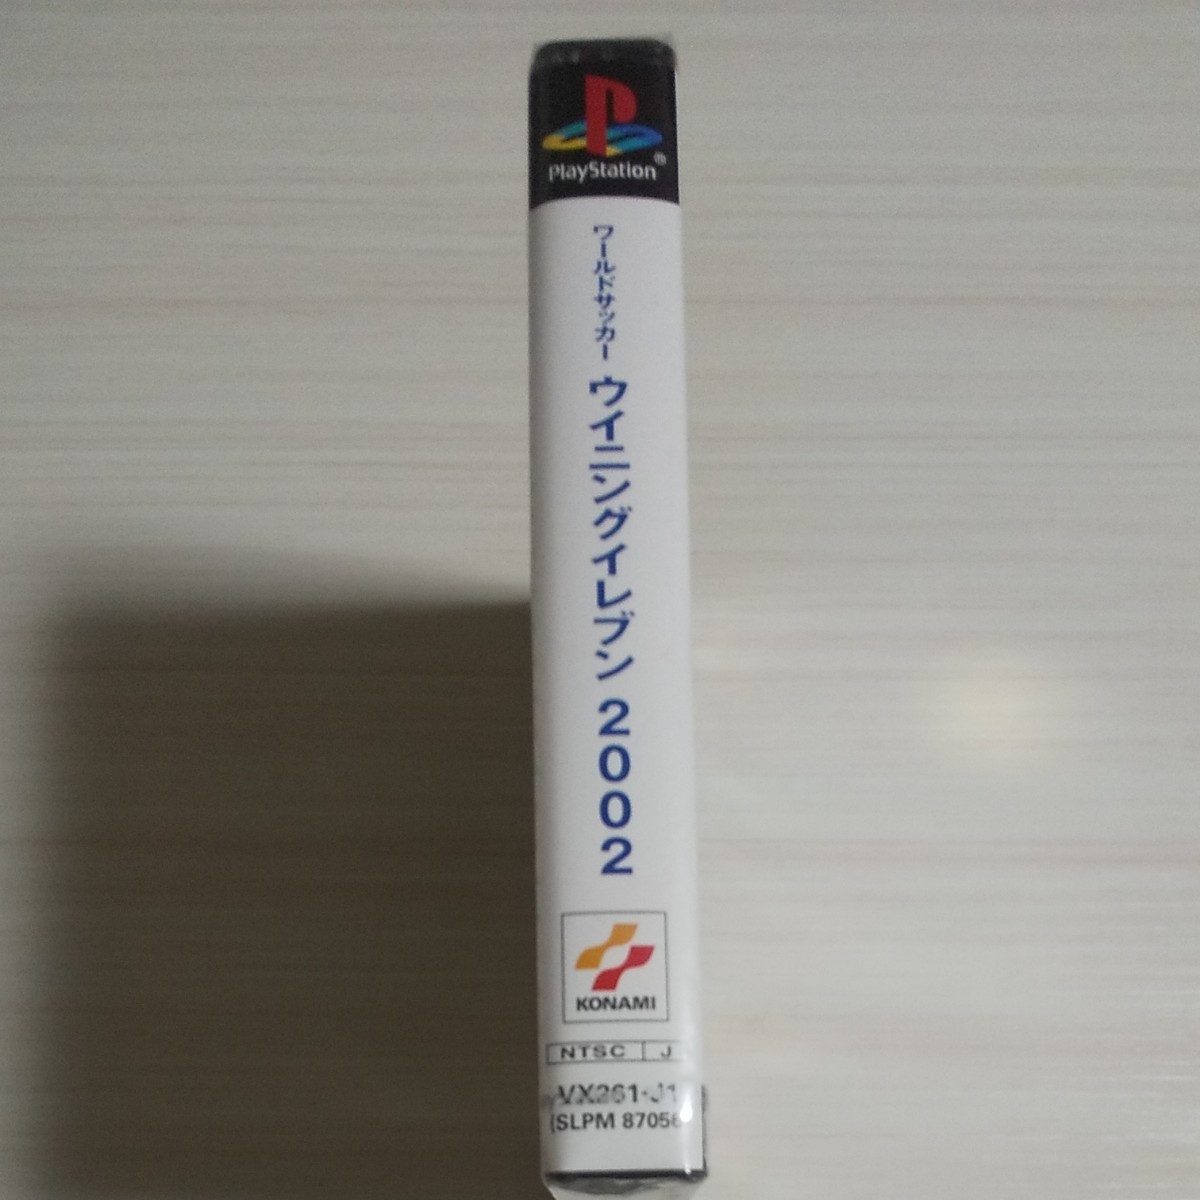 PlayStation®
ワールドサッカー
ウイニングイレブン 2002
KONAMI
NTSC J
VX261-J1
(SLPM 87056